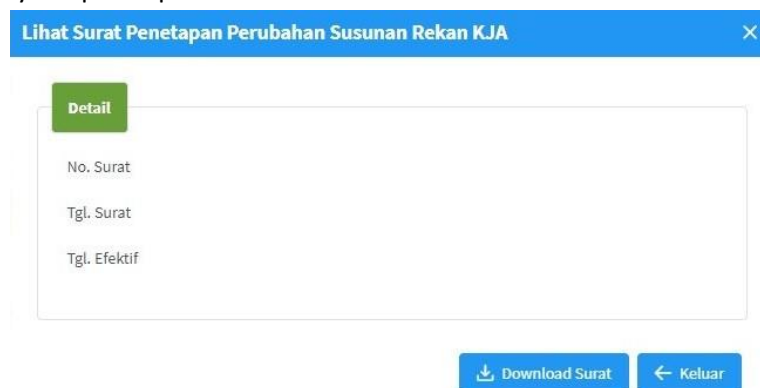 Lihat Surat Penetapan Perubahan Susunan Rekan KJA
Detail
No. Surat
Tgl. Surat
Tgl. Efektif
Download Surat
Keluar